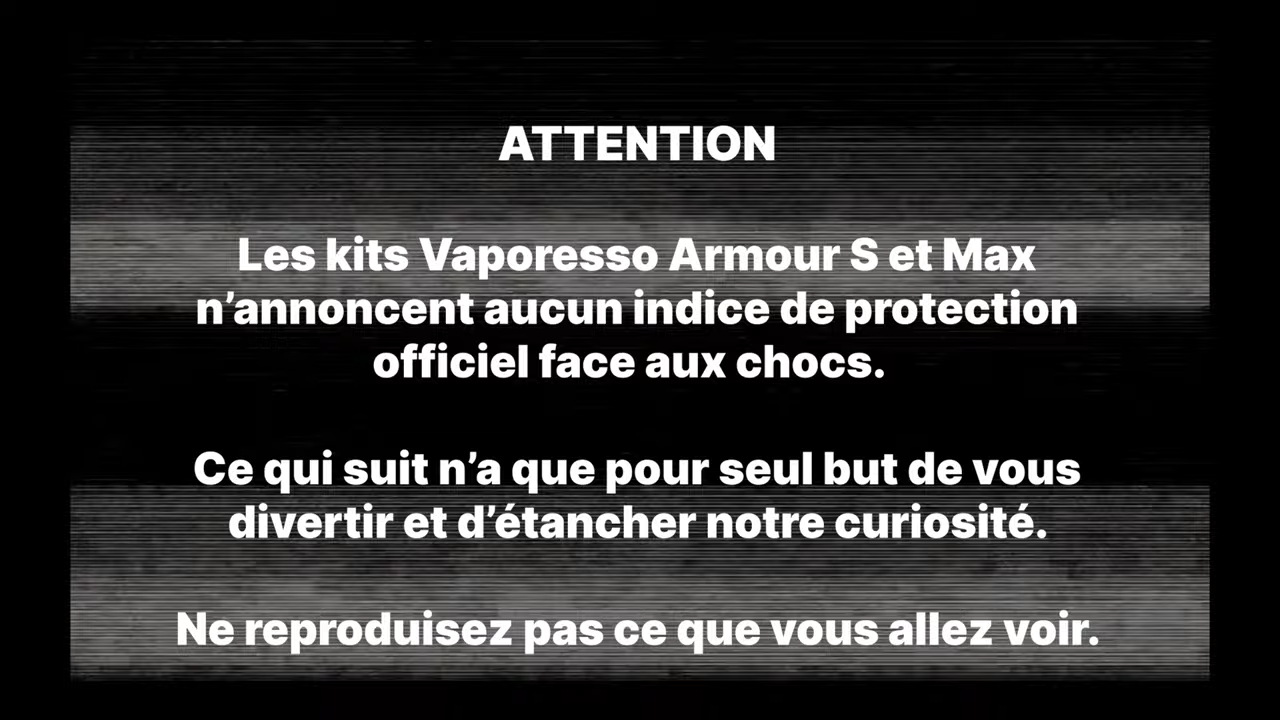 ATTENTION
Les kits Vaporesso Armour S et Max
n’annoncent aucun indice de protection
officiel face aux chocs.
Ce qui suit n’a que pour seul but de vous
divertir et d’étancher notre curiosité.
Ne reproduisez pas ce que vous allez voir.